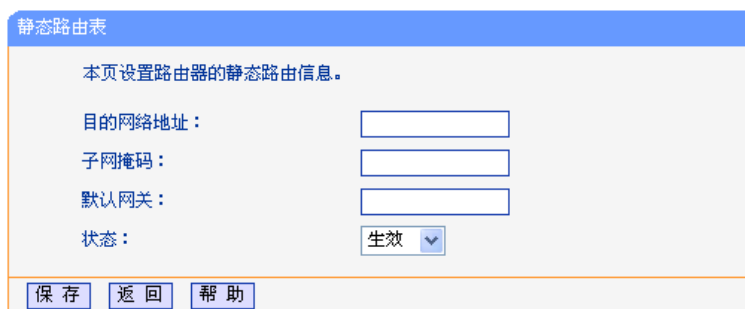 静态路由表
本页设置路由器的静态路由信息。
目的网络地址：
子网掩码：
默认网关：
状态： 生效
保 存 返 回 帮 助